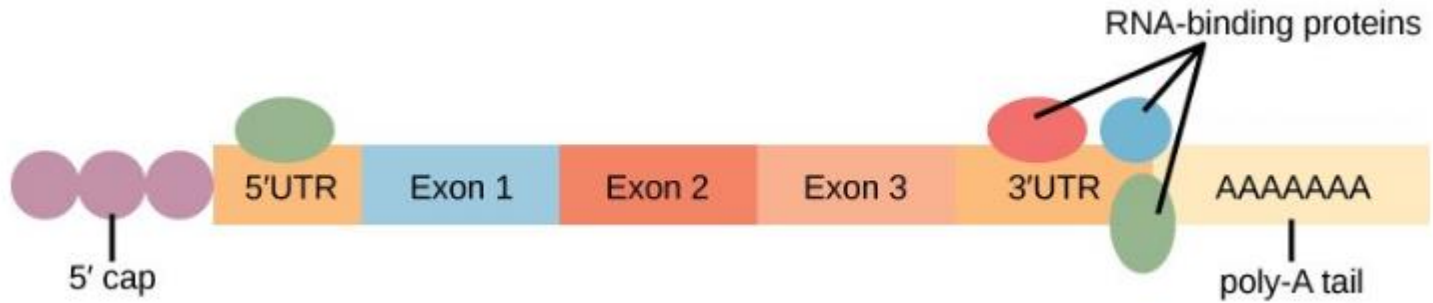 RNA-binding proteins
5′UTR Exon 1 Exon 2 Exon 3 3′UTR AAAAAAA
5′ cap
poly-A tail